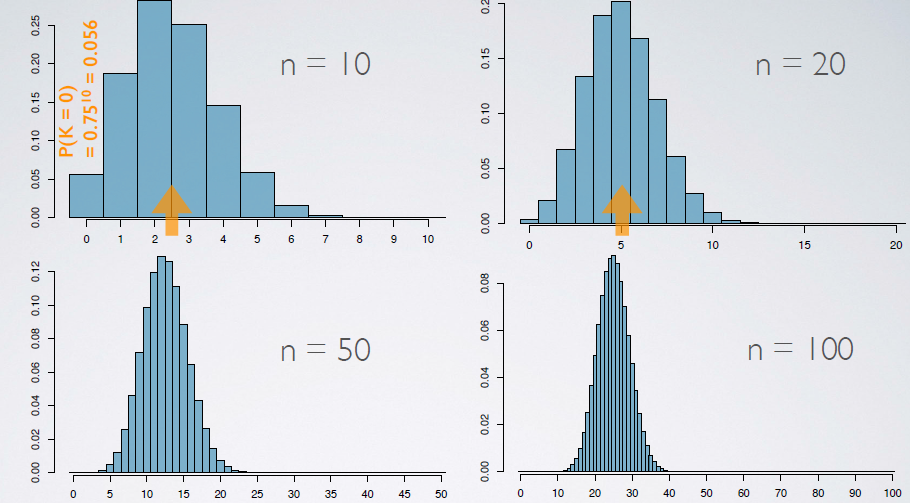 0.00 0.05 0.10 0.15 0.20 0.25
P(K = 0)
= 0.75¹⁰ = 0.056
n = 10
0 1 2 3 4 5 6 7 8 9 10
0.00 0.05 0.10 0.15
n = 20
0 5 10 15 20
0.00 0.02 0.04 0.06 0.08 0.10 0.12
n = 50
0 5 10 15 20 25 30 35 40 45 50
0.00 0.02 0.04 0.06 0.08
n = 100
0 10 20 30 40 50 60 70 80 90 100